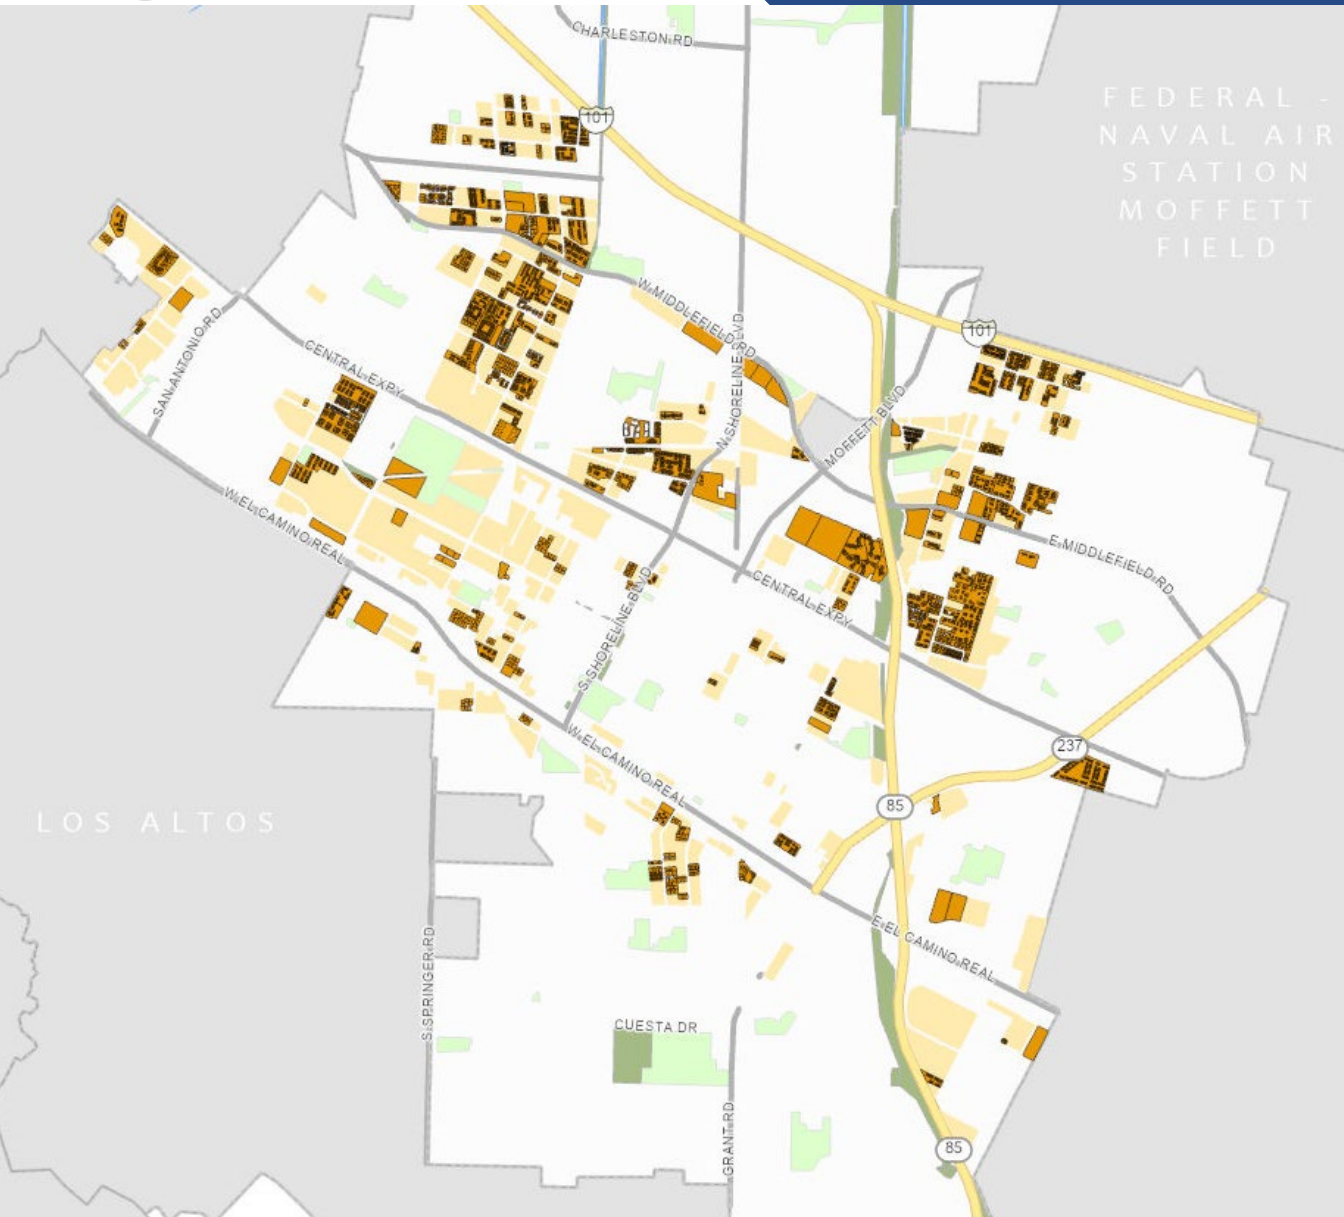 CHARLESTON RD
101
FEDERAL -
NAVAL AIR
STATION
MOFFETT
FIELD
W MIDDLEFIELD RD
SAN ANTONIO RD
CENTRAL EXPY
N SHORELINE BLVD
101
MOFFETT BLVD
W EL CAMINO REAL
E MIDDLEFIELD RD
CENTRAL EXPY
S SHORELINE BLVD
W EL CAMINO REAL
237
85
LOS ALTOS
E EL CAMINO REAL
S SPRINGER RD
CUESTA DR
GRANT RD
85